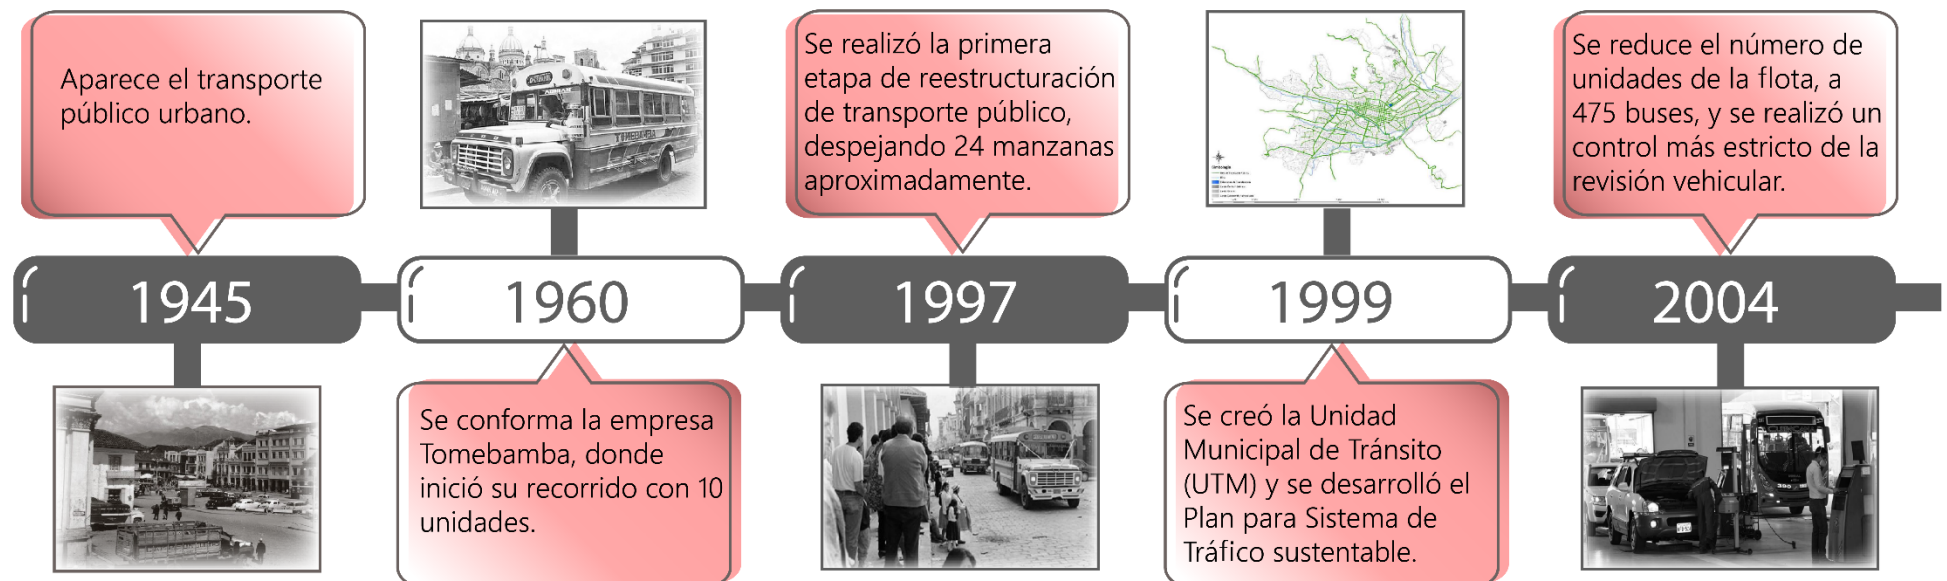 Aparece el transporte
público urbano.
Se realizó la primera
etapa de reestructuración
de transporte público,
despejando 24 manzanas
aproximadamente.
Se reduce el número de
unidades de la flota, a
475 buses, y se realizó un
control más estricto de la
revisión vehicular.
1945
1960
1997
1999
2004
Se conforma la empresa
Tomebamba, donde
inició su recorrido con 10
unidades.
Se creó la Unidad
Municipal de Tránsito
(UTM) y se desarrolló el
Plan para Sistema de
Tráfico sustentable.